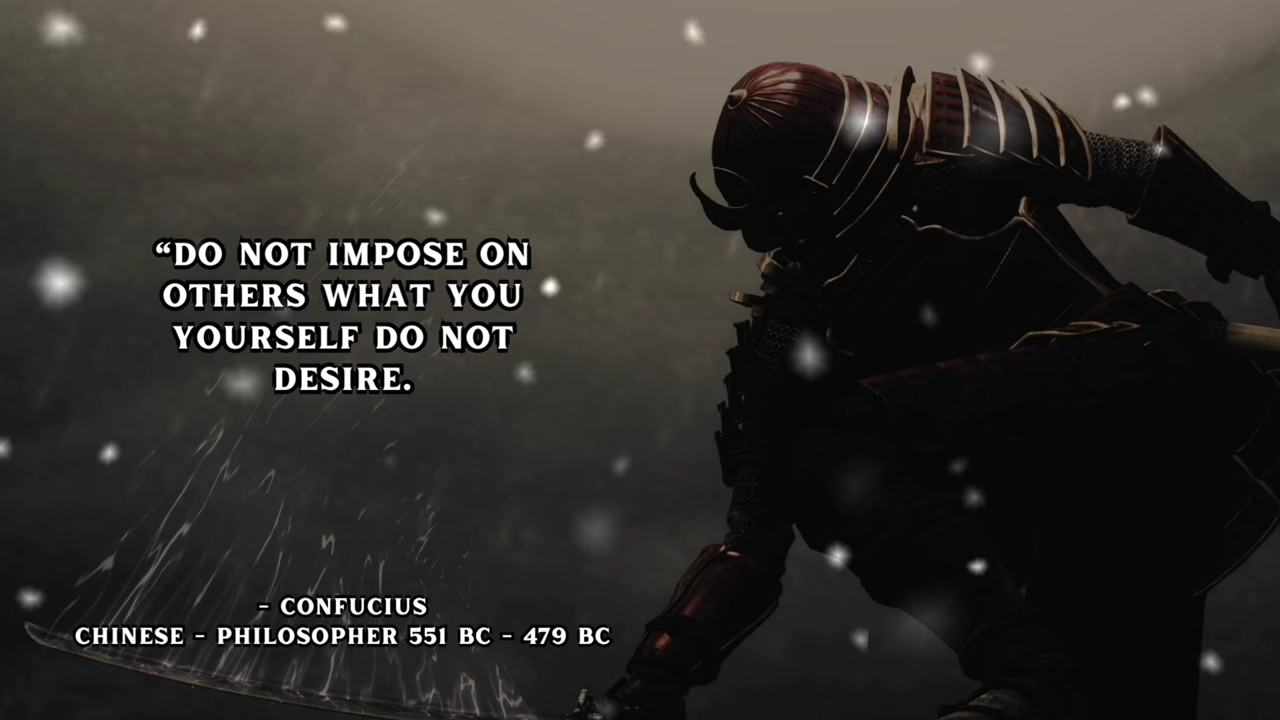 “DO NOT IMPOSE ON
OTHERS WHAT YOU
YOURSELF DO NOT
DESIRE.
- CONFUCIUS
CHINESE - PHILOSOPHER 551 BC - 479 BC